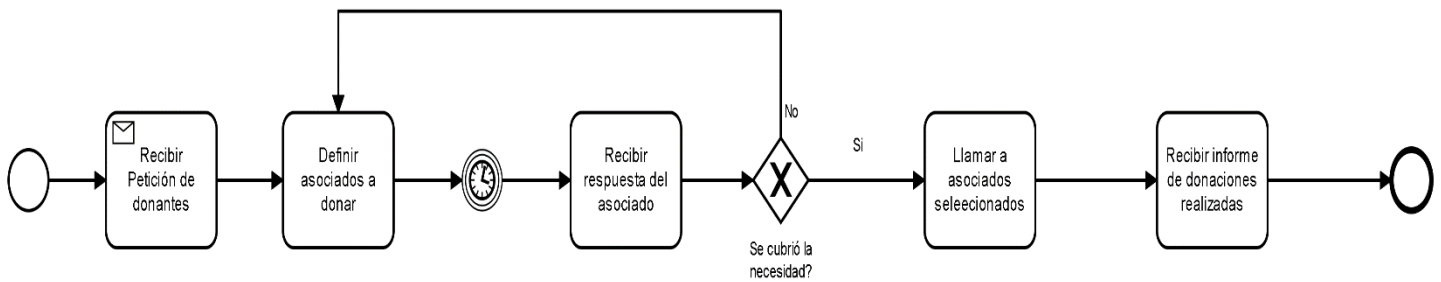 Recibir
Petición de
donantes
Definir
asociados a
donar
Recibir
respuesta del
asociado
No
Se cubrió la
necesidad?
Si
Llamar a
asociados
seleecionados
Recibir informe
de donaciones
realizadas